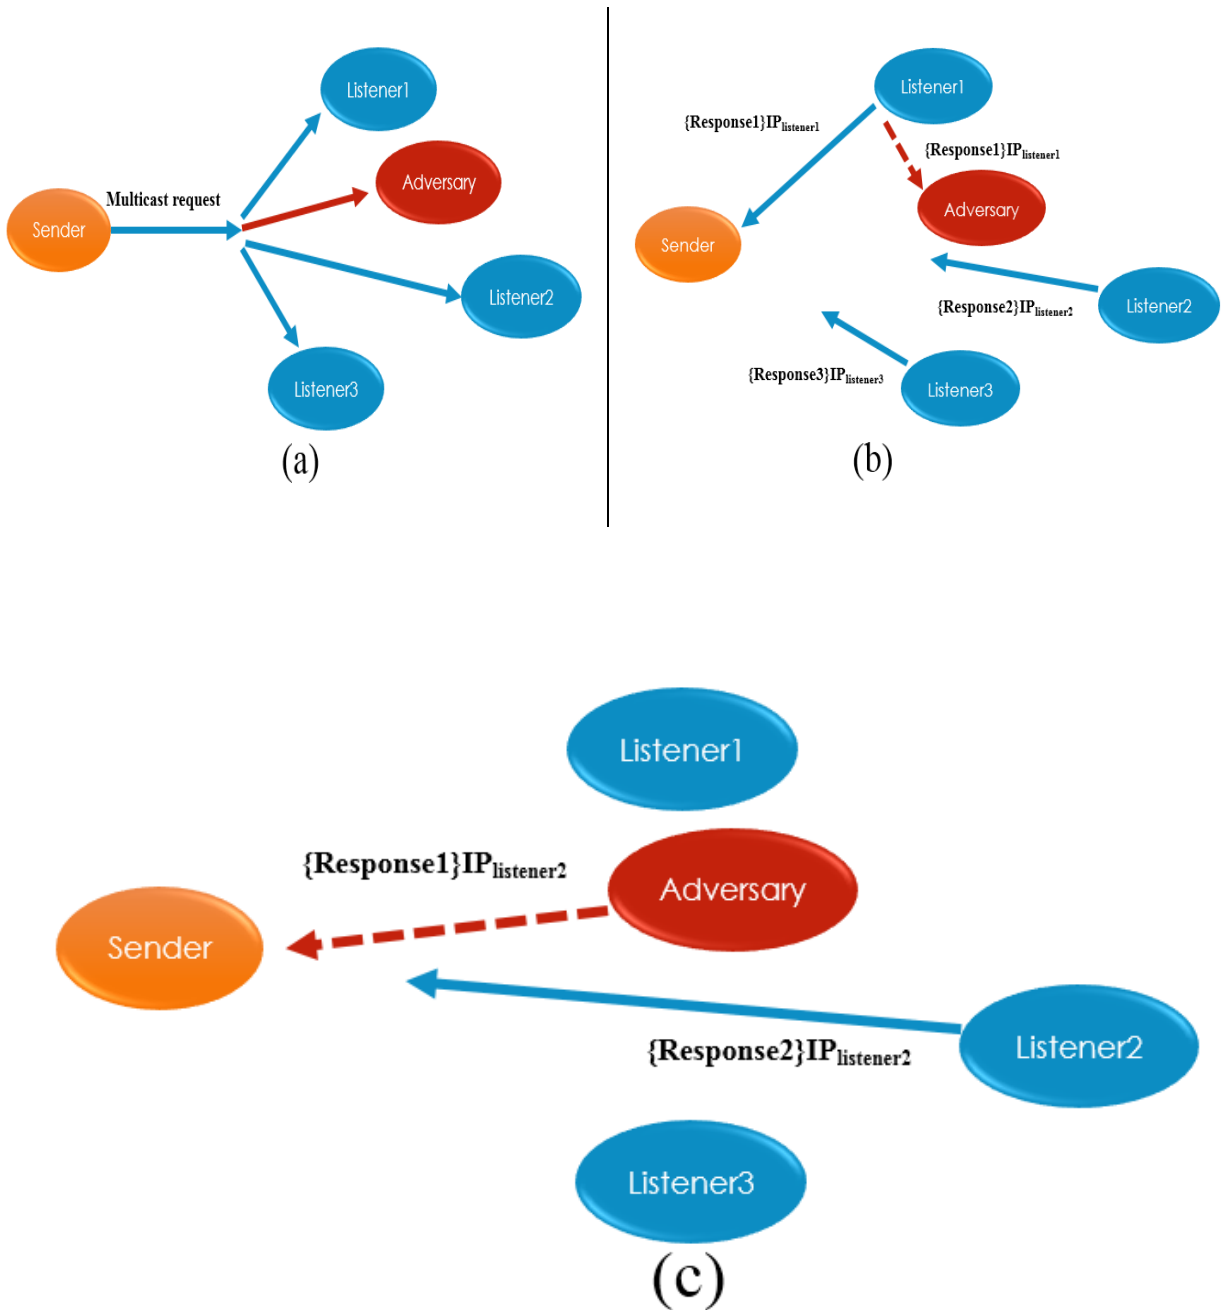 Listener1
Adversary
Multicast request
Sender
Listener2
Listener3
(a)
Listener1
{Response1}IPlistener1
{Response1}IPlistener1
Adversary
Sender
{Response2}IPlistener2
Listener2
{Response3}IPlistener3
Listener3
(b)
Listener1
{Response1}IPlistener2
Adversary
Sender
{Response2}IPlistener2
Listener2
Listener3
(c)